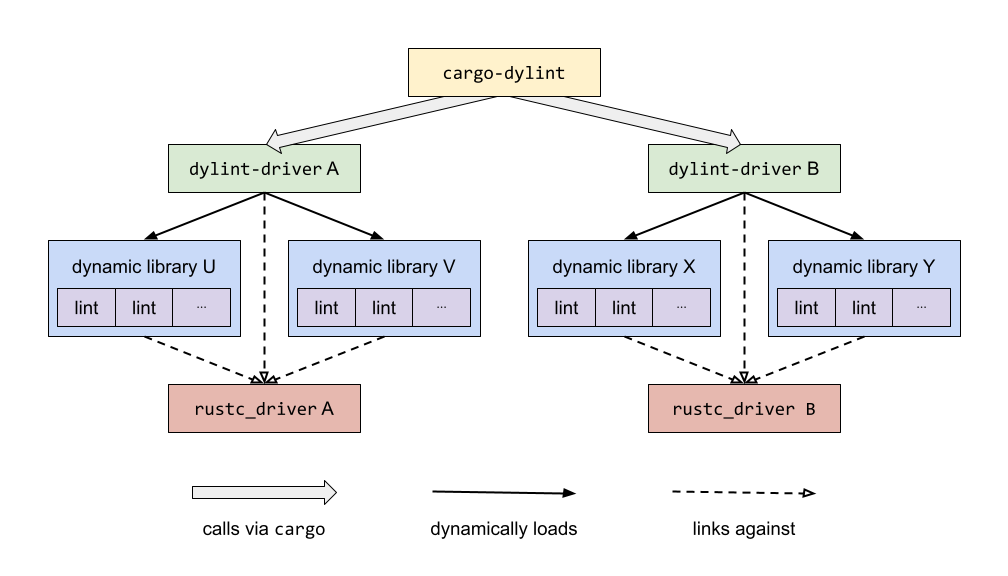 cargo-dylint
dylint-driver A
dylint-driver B
dynamic library U
dynamic library V
dynamic library X
dynamic library Y
lint lint ...
lint lint ...
lint lint ...
lint lint ...
rustc_driver A
rustc_driver B
calls via cargo
dynamically loads
links against